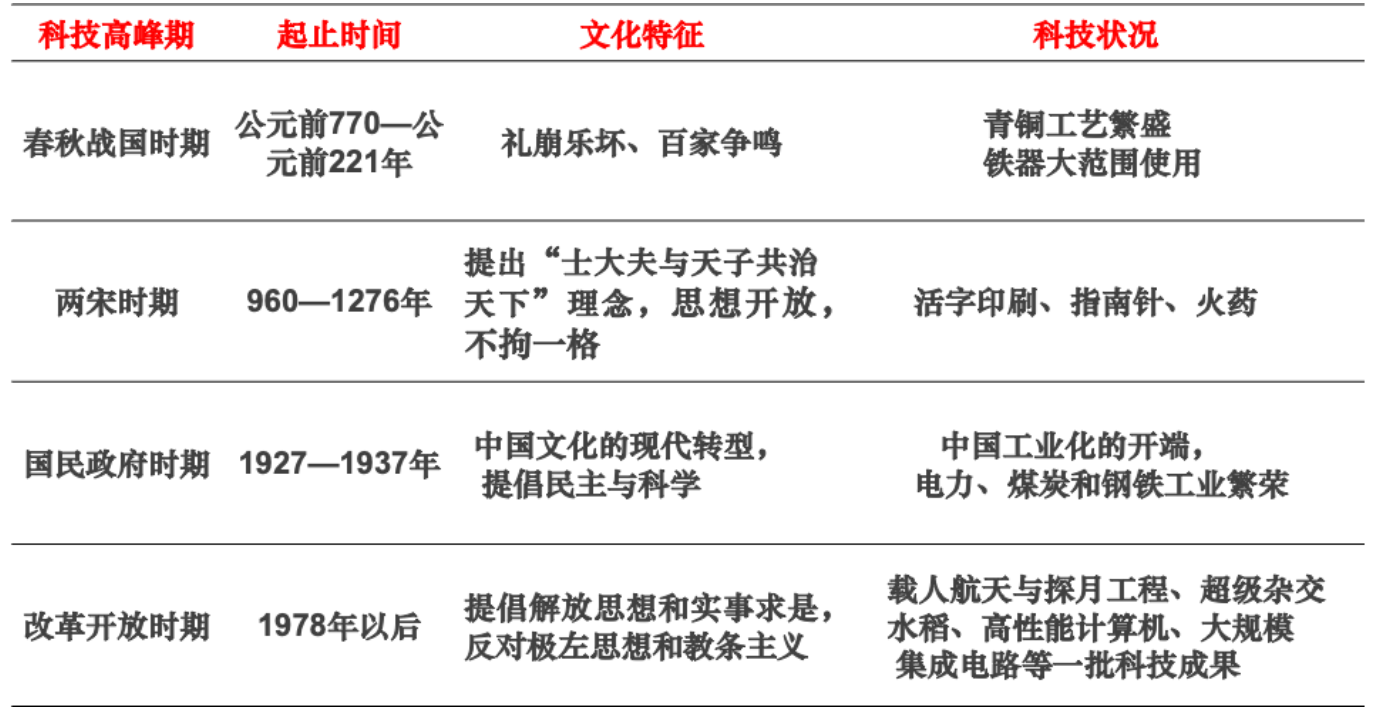 科技高峰期 起止时间 文化特征 科技状况
春秋战国时期
公元前770—公
元前221年
礼崩乐坏、百家争鸣
青铜工艺繁盛
铁器大范围使用
两宋时期
960—1276年
提出“士大夫与天子共治
天下”理念，思想开放，
不拘一格
活字印刷、指南针、火药
国民政府时期
1927—1937年
中国文化的现代转型，
提倡民主与科学
中国工业化的开端，
电力、煤炭和钢铁工业繁荣
改革开放时期
1978年以后
提倡解放思想和实事求是，
反对极左思想和教条主义
载人航天与探月工程、超级杂交
水稻、高性能计算机、大规模
集成电路等一批科技成果